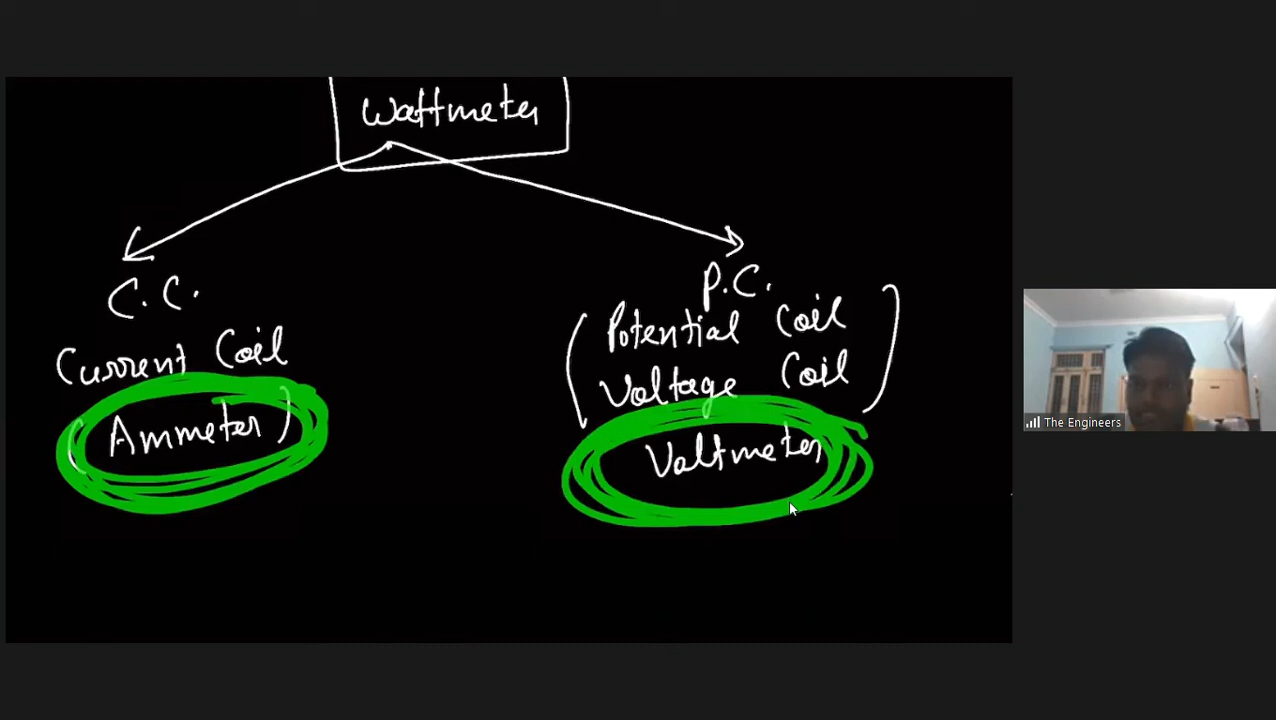 Wattmeter
C.C.
P.C.
Current Coil
(Potential Coil
Voltage Coil)
(Ammeter)
Voltmeter
The Engineers